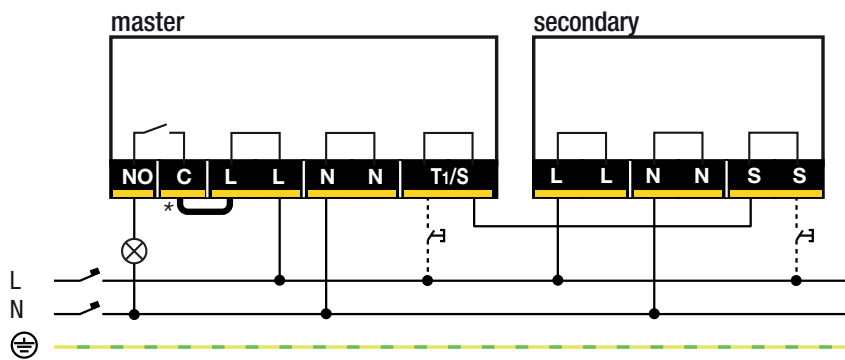 master secondary
NO C L L N N T1/S L L N N S S
*
L
N